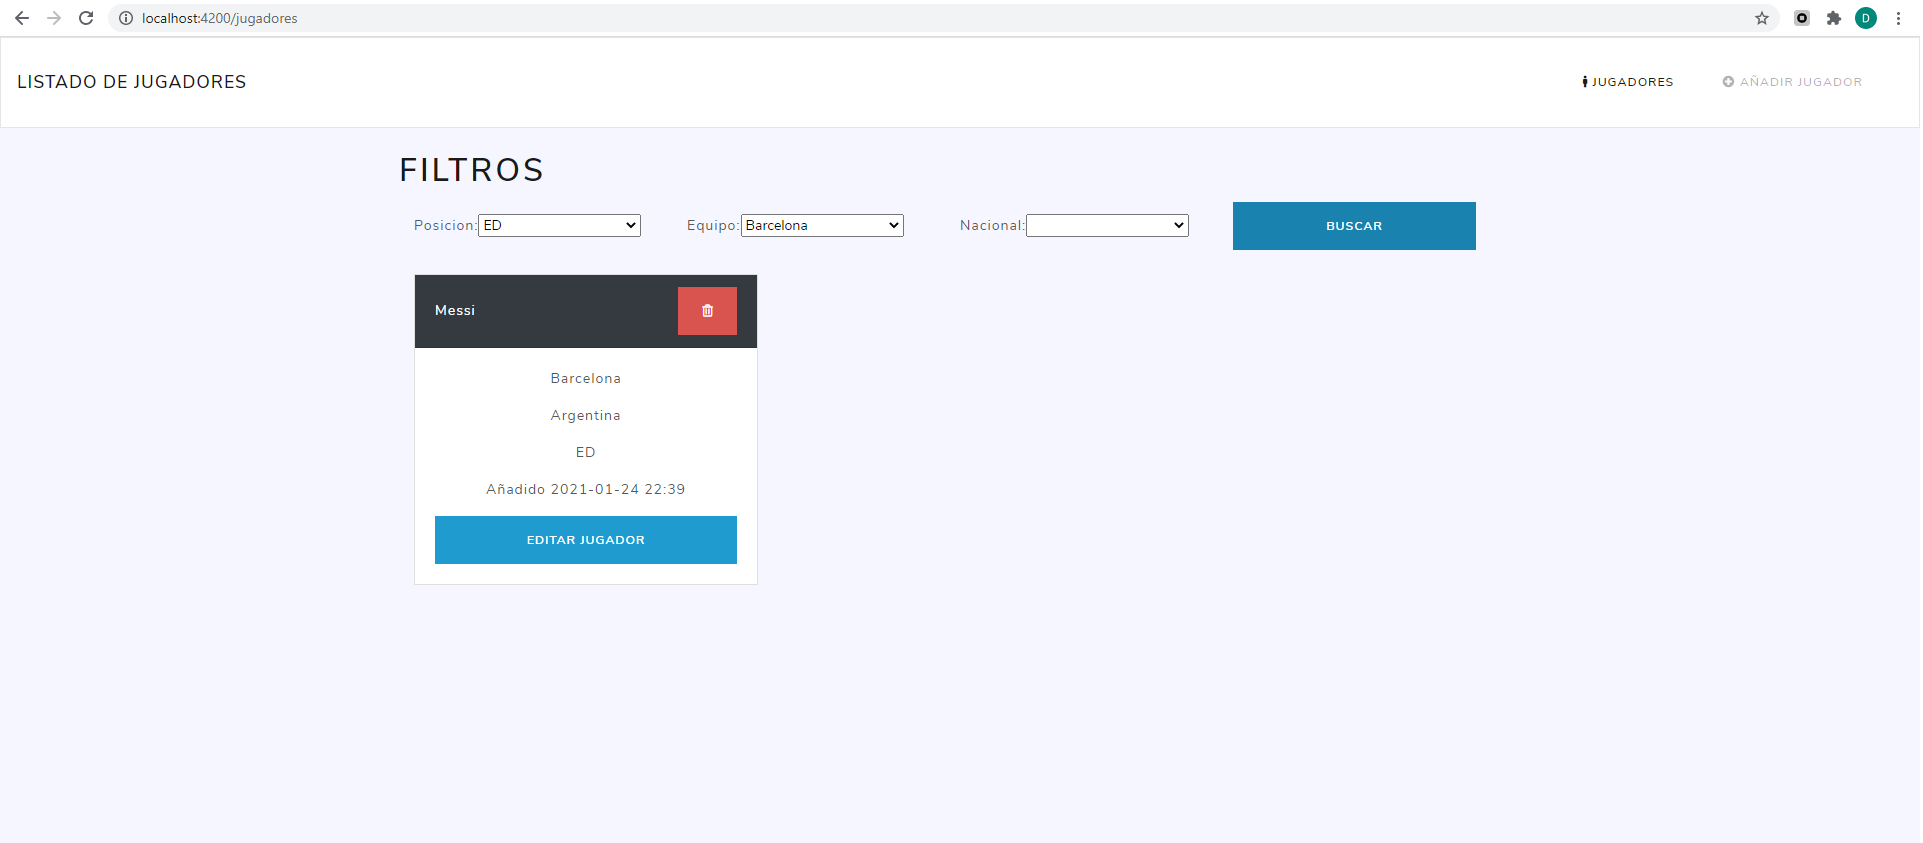 localhost:4200/jugadores
D
LISTADO DE JUGADORES
JUGADORES
AÑADIR JUGADOR
FILTROS
Posicion: ED
Equipo: Barcelona
Nacional:
BUSCAR
Messi
Barcelona
Argentina
ED
Añadido 2021-01-24 22:39
EDITAR JUGADOR